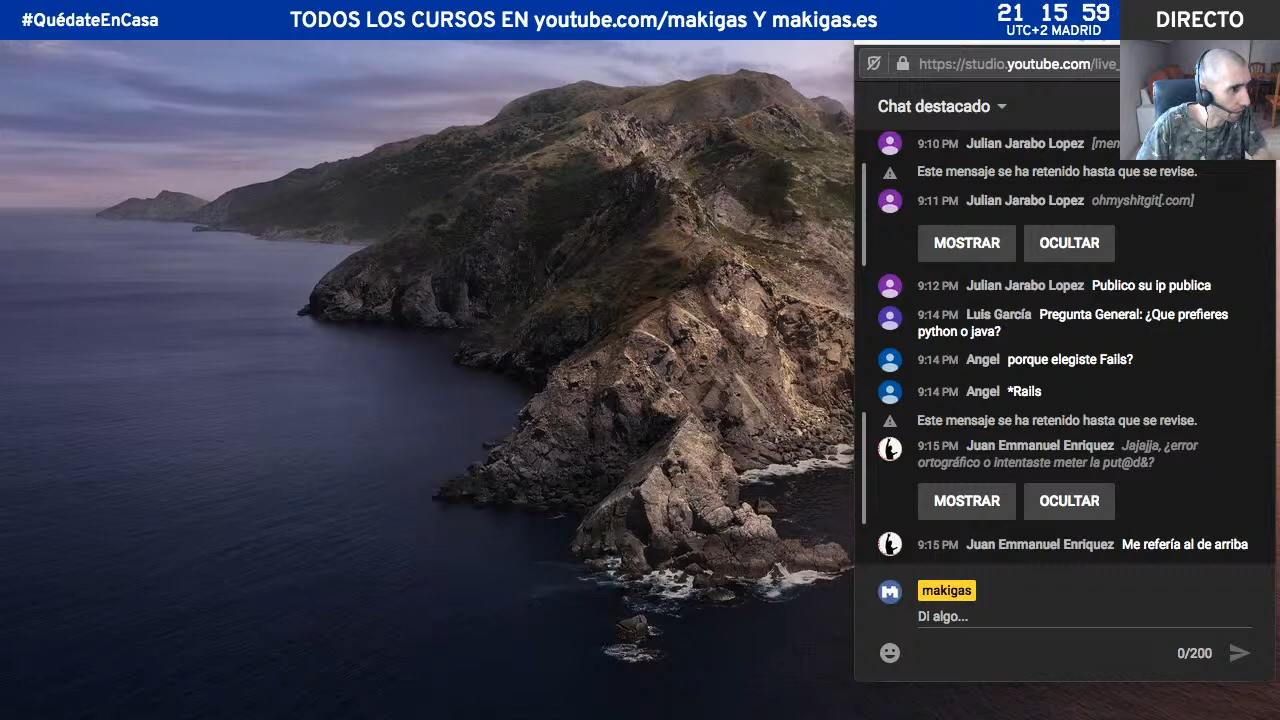 #QuédateEnCasa
TODOS LOS CURSOS EN youtube.com/makigas Y makigas.es
21 15 59
UTC+2 MADRID
DIRECTO
https://studio.youtube.com/live_
Chat destacado
9:10 PM Julian Jarabo Lopez [men
Este mensaje se ha retenido hasta que se revise.
9:11 PM Julian Jarabo Lopez ohmyshitgit[.com]
MOSTRAR OCULTAR
9:12 PM Julian Jarabo Lopez Publico su ip publica
9:14 PM Luis García Pregunta General: ¿Que prefieres
python o java?
9:14 PM Angel porque elegiste Fails?
9:14 PM Angel *Rails
Este mensaje se ha retenido hasta que se revise.
9:15 PM Juan Emmanuel Enriquez Jajajja, ¿error
ortográfico o intentaste meter la put@d&?
MOSTRAR OCULTAR
9:15 PM Juan Emmanuel Enriquez Me refería al de arriba
makigas
Di algo...
0/200